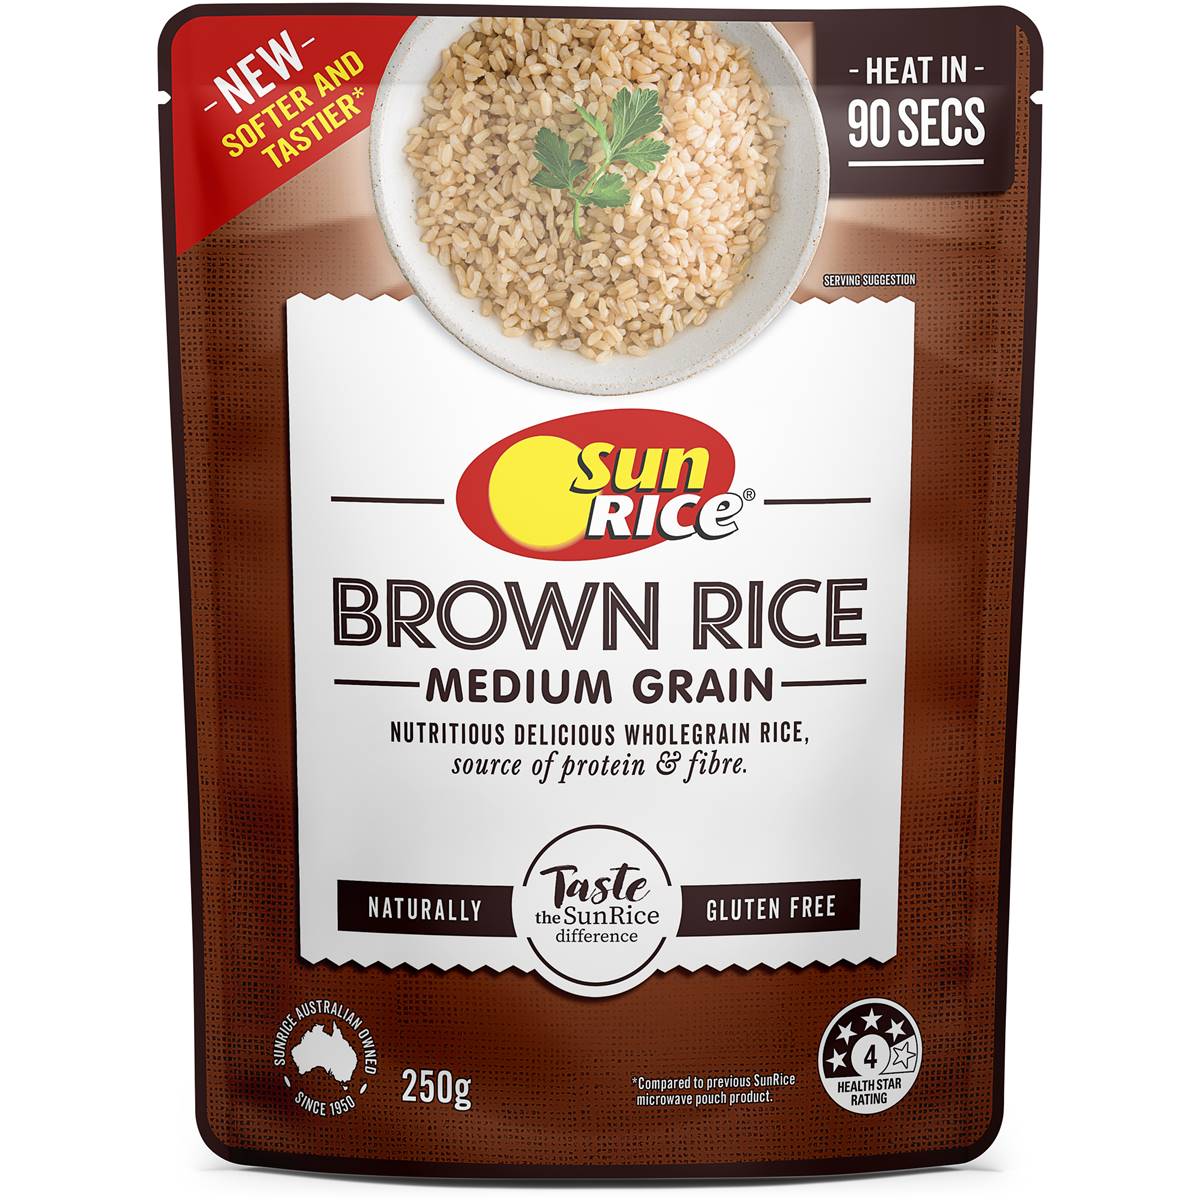 -NEW-
SOFTER AND
TASTIER*
- HEAT IN -
90 SECS
SERVING SUGGESTION
Sun
RICe®
BROWN RICE
MEDIUM GRAIN
NUTRITIOUS DELICIOUS WHOLEGRAIN RICE,
source of protein & fibre.
NATURALLY
Taste
the SunRice
difference
GLUTEN FREE
SUNRICE AUSTRALIAN OWNED
• SINCE 1950 •
250g
*Compared to previous SunRice
microwave pouch product.
4
HEALTH STAR
RATING